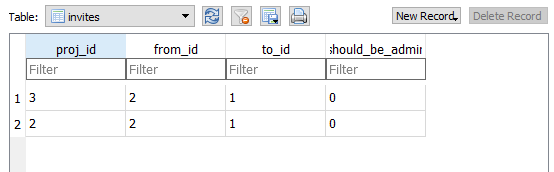 Table: invites New Record Delete Record
proj_id from_id to_id should_be_admin
Filter Filter Filter Filter
1 3 2 1 0
2 2 2 1 0